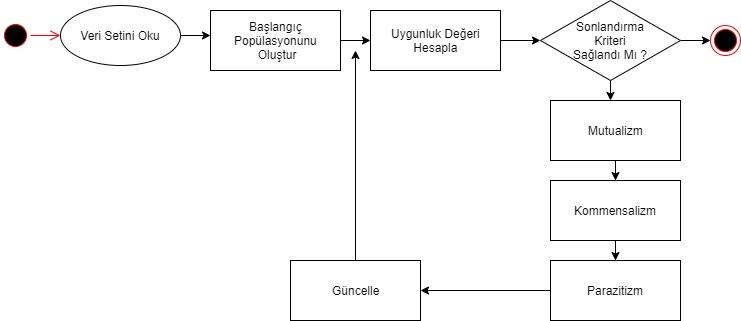 Veri Setini Oku
Başlangıç
Popülasyonunu
Oluştur
Uygunluk Değeri
Hesapla
Sonlandırma
Kriteri
Sağlandı Mı ?
Mutualizm
Kommensalizm
Parazitizm
Güncelle